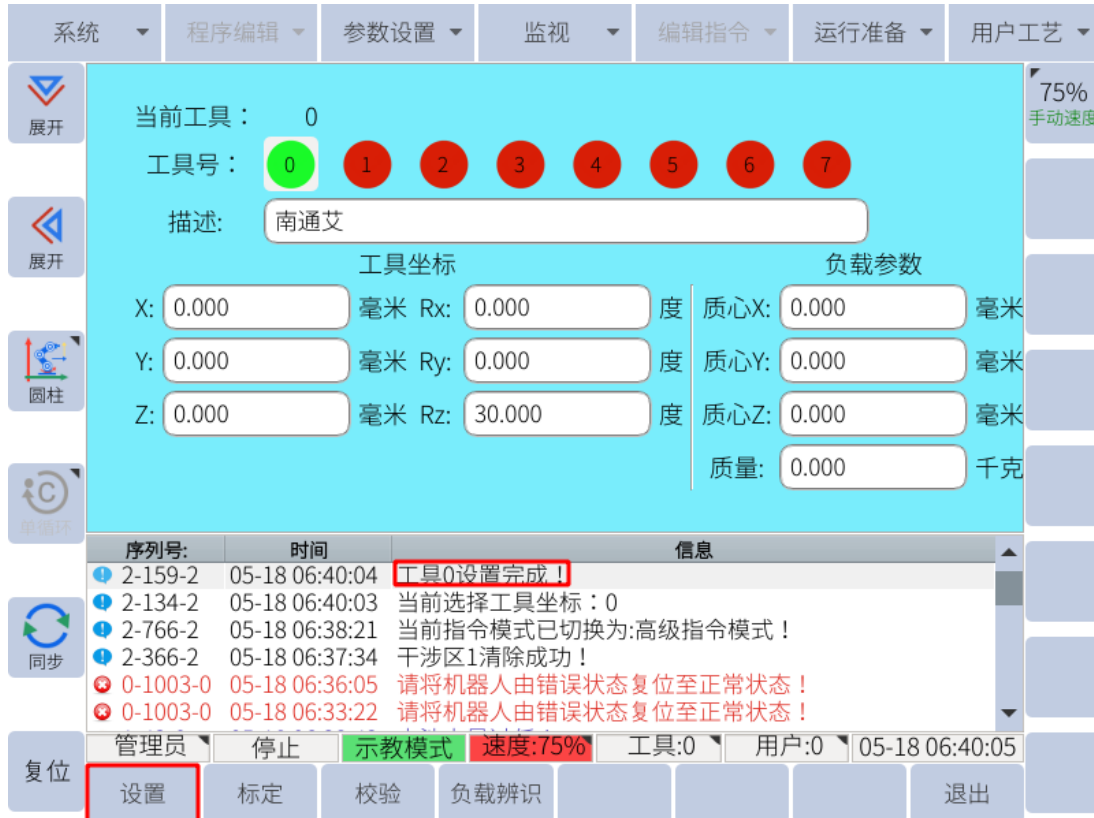 系统 程序编辑 参数设置 监视 编辑指令 运行准备 用户工艺
展开
75%
手动速度
当前工具： 0
工具号： 0 1 2 3 4 5 6 7
描述: 南通艾
展开
工具坐标 负载参数
X: 0.000 毫米 Rx: 0.000 度 质心X: 0.000 毫米
Y: 0.000 毫米 Ry: 0.000 度 质心Y: 0.000 毫米
圆柱
Z: 0.000 毫米 Rz: 30.000 度 质心Z: 0.000 毫米
质量: 0.000 千克
C
单循环
序列号: 时间 信息
2-159-2 05-18 06:40:04 工具0设置完成！
2-134-2 05-18 06:40:03 当前选择工具坐标：0
2-766-2 05-18 06:38:21 当前指令模式已切换为:高级指令模式！
2-366-2 05-18 06:37:34 干涉区1清除成功！
同步
0-1003-0 05-18 06:36:05 请将机器人由错误状态复位至正常状态！
0-1003-0 05-18 06:33:22 请将机器人由错误状态复位至正常状态！
管理员 停止 示教模式 速度:75% 工具:0 用户:0 05-18 06:40:05
复位
设置 标定 校验 负载辨识 退出